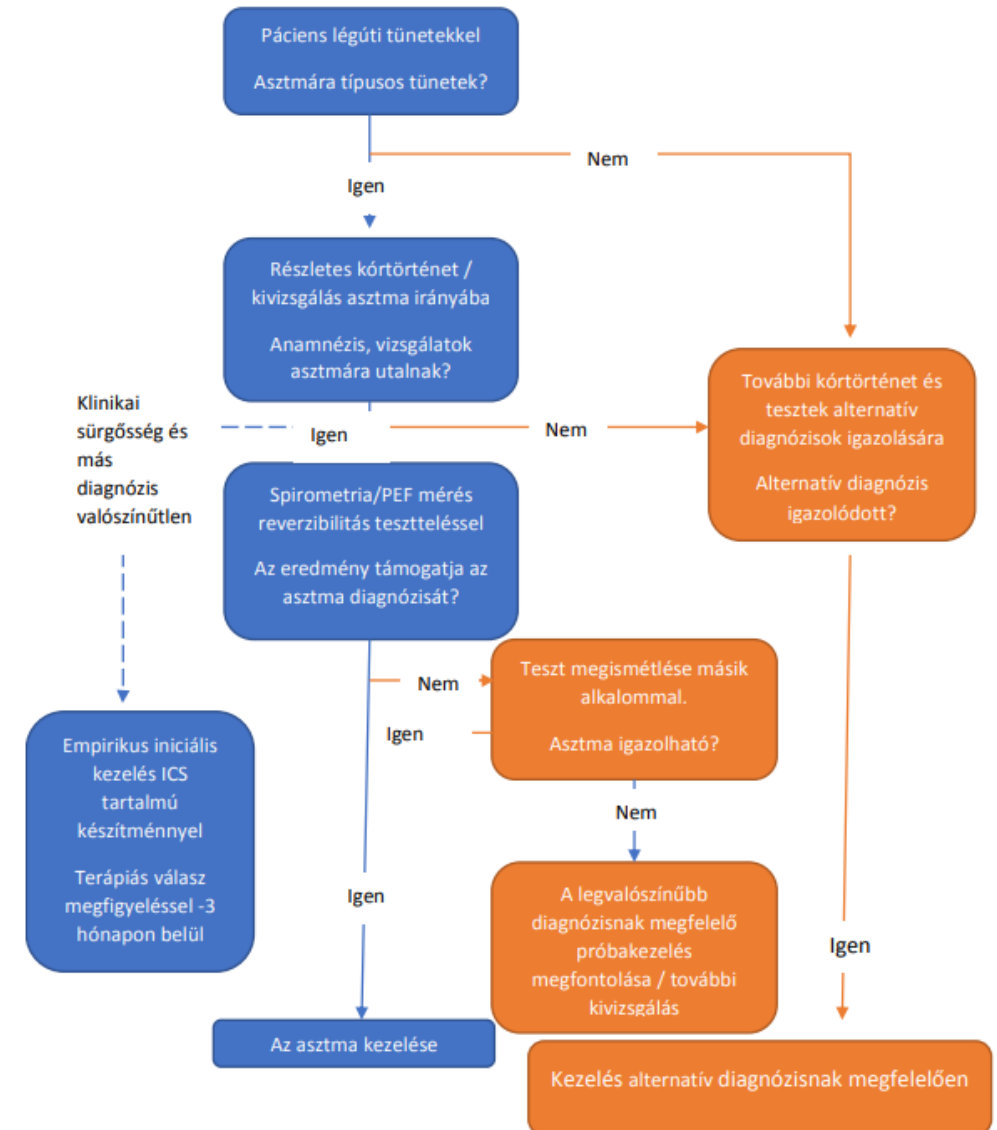 Páciens légúti tünetekkel
Asztmára típusos tünetek?
Nem
Igen
Részletes kórtörténet /
kivizsgálás asztma irányába
Anamnézis, vizsgálatok
asztmára utalnak?
További kórtörténet és
tesztek alternatív
diagnózisok igazolására
Alternatív diagnózis
igazolódott?
Klinikai
sürgősség és
más
diagnózis
valószínűtlen
Igen
Nem
Spirometria/PEF mérés
reverzibilitás teszteléssel
Az eredmény támogatja az
asztma diagnózisát?
Nem
Igen
Teszt megismétlése másik
alkalommal.
Asztma igazolható?
Empirikus iniciális
kezelés ICS
tartalmú
készítménnyel
Terápiás válasz
megfigyeléssel -3
hónapon belül
Nem
Igen
A legvalószínűbb
diagnózisnak megfelelő
próbakezelés
megfontolása / további
kivizsgálás
Igen
Az asztma kezelése
Kezelés alternatív diagnózisnak megfelelően